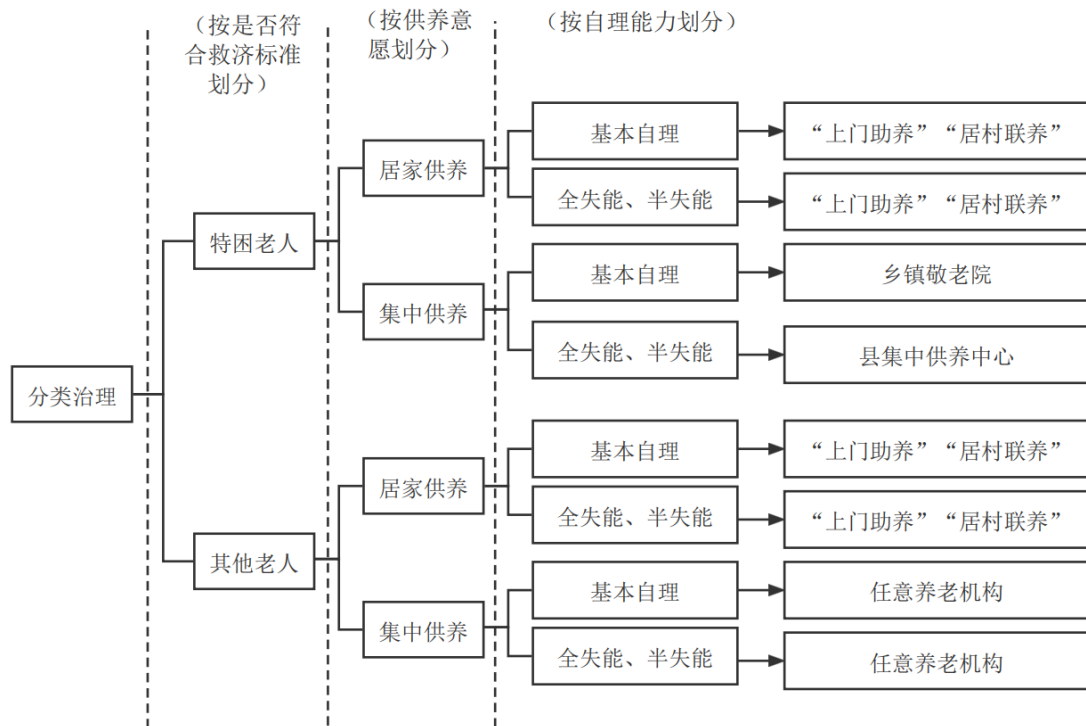 （按是否符
合救济标准
划分）
（按供养意
愿划分）
（按自理能力划分）
分类治理
特困老人
居家供养
基本自理
“上门助养”“居村联养”
全失能、半失能
“上门助养”“居村联养”
集中供养
基本自理
乡镇敬老院
全失能、半失能
县集中供养中心
其他老人
居家供养
基本自理
“上门助养”“居村联养”
全失能、半失能
“上门助养”“居村联养”
集中供养
基本自理
任意养老机构
全失能、半失能
任意养老机构